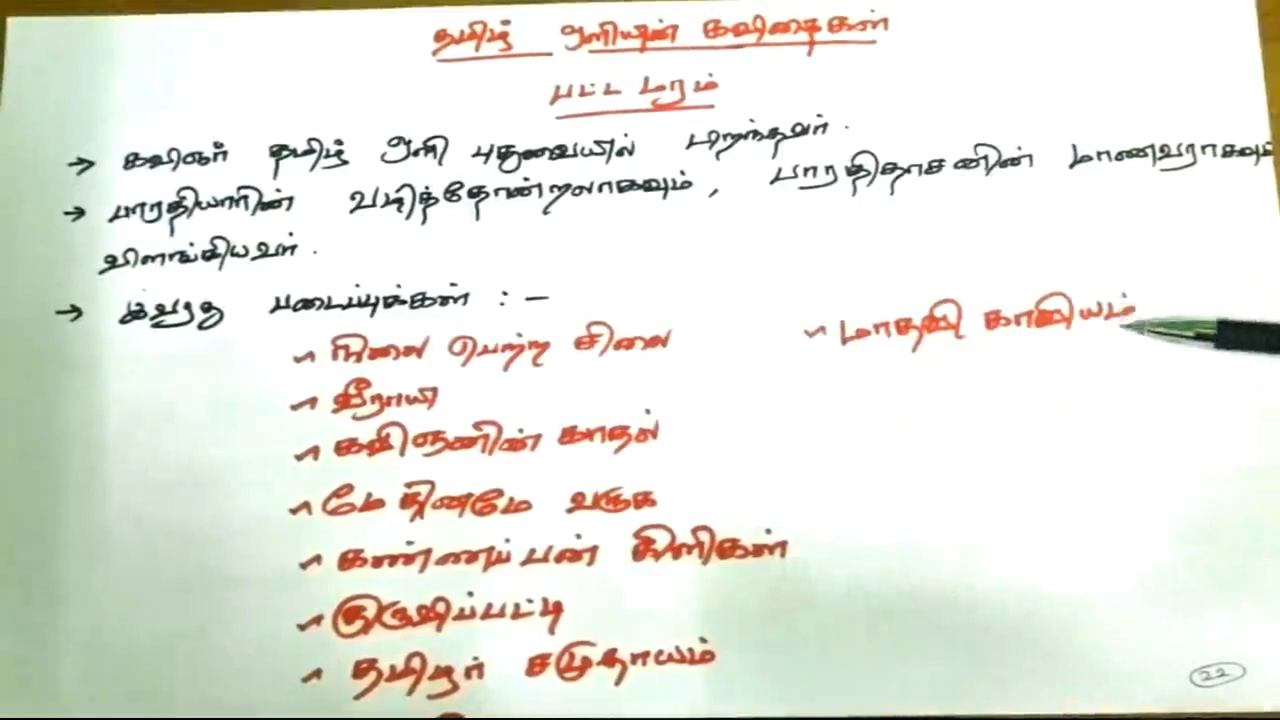 தமிழ் ஒளியின் கவிதைகள்
பட்ட மரம்
→ கவிஞர் தமிழ் ஒளி புதுவையில் பிறந்தவர்.
→ பாரதியாரின் வழித்தோன்றலாகவும், பாரதிதாசனின் மாணவராகவும்
விளங்கியவர்.
→ இவரது படைப்புக்கள் :-
நிலை பெற்ற சிலை
மாதவி காவியம்
வீராயி
கவிஞனின் காதல்
மே தினமே வருக
கண்ணப்பன் கிளிகள்
குருவிப்பட்டி
தமிழர் சமுதாயம்
22